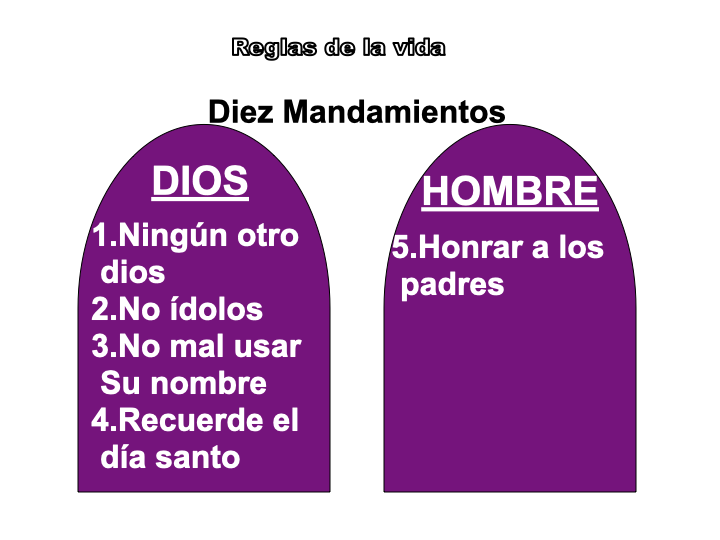 Reglas de la vida
Diez Mandamientos
DIOS
1.Ningún otro
dios
2.No ídolos
3.No mal usar
Su nombre
4.Recuerde el
día santo
HOMBRE
5.Honrar a los
padres